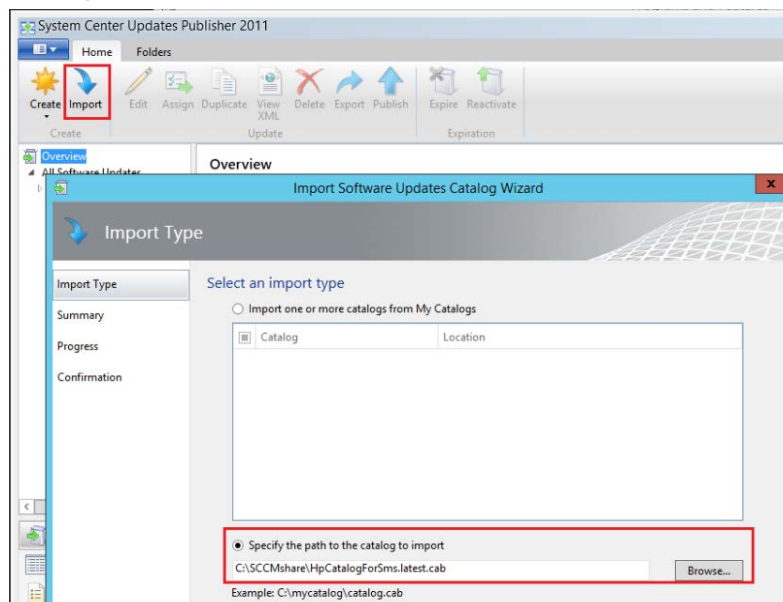 System Center Updates Publisher 2011
Home Folders
Create Import Edit Assign Duplicate View XML Delete Export Publish Expire Reactivate
Create Update Expiration
Overview
All Software Updates
Overview
Import Software Updates Catalog Wizard
x
Import Type
Import Type
Summary
Progress
Confirmation
Select an import type
Import one or more catalogs from My Catalogs
Catalog Location
Specify the path to the catalog to import
C:\SCCMshare\HpCatalogForSms.latest.cab
Browse...
Example: C:\mycatalog\catalog.cab